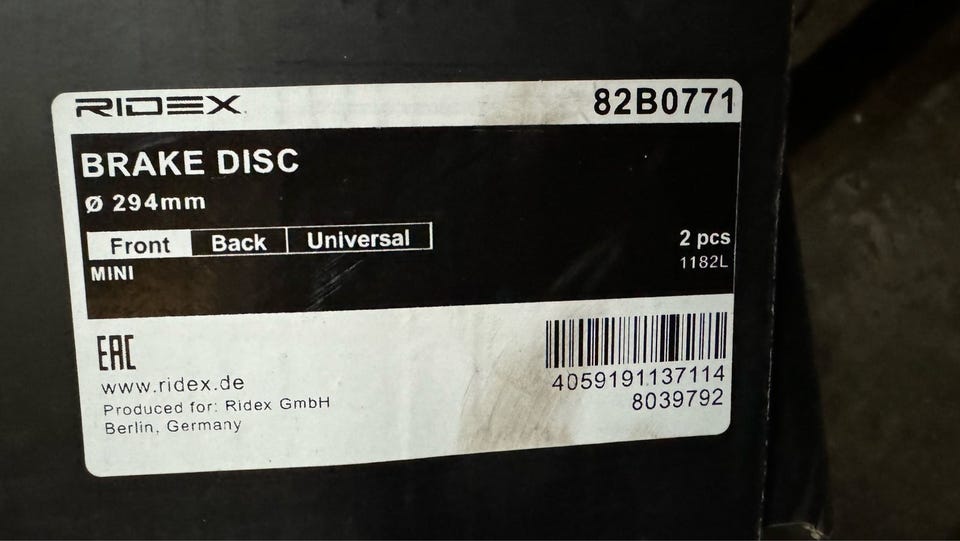 RIDEX 82B0771
BRAKE DISC
Ø 294mm
Front Back Universal
2 pcs
MINI
1182L
EAC
www.ridex.de
Produced for: Ridex GmbH
Berlin, Germany
4059191137114
8039792